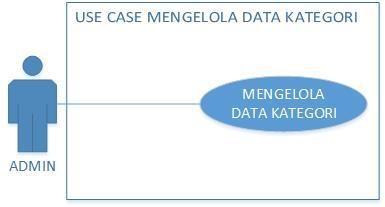 USE CASE MENGELOLA DATA KATEGORI
MENGELOLA
DATA KATEGORI
ADMIN